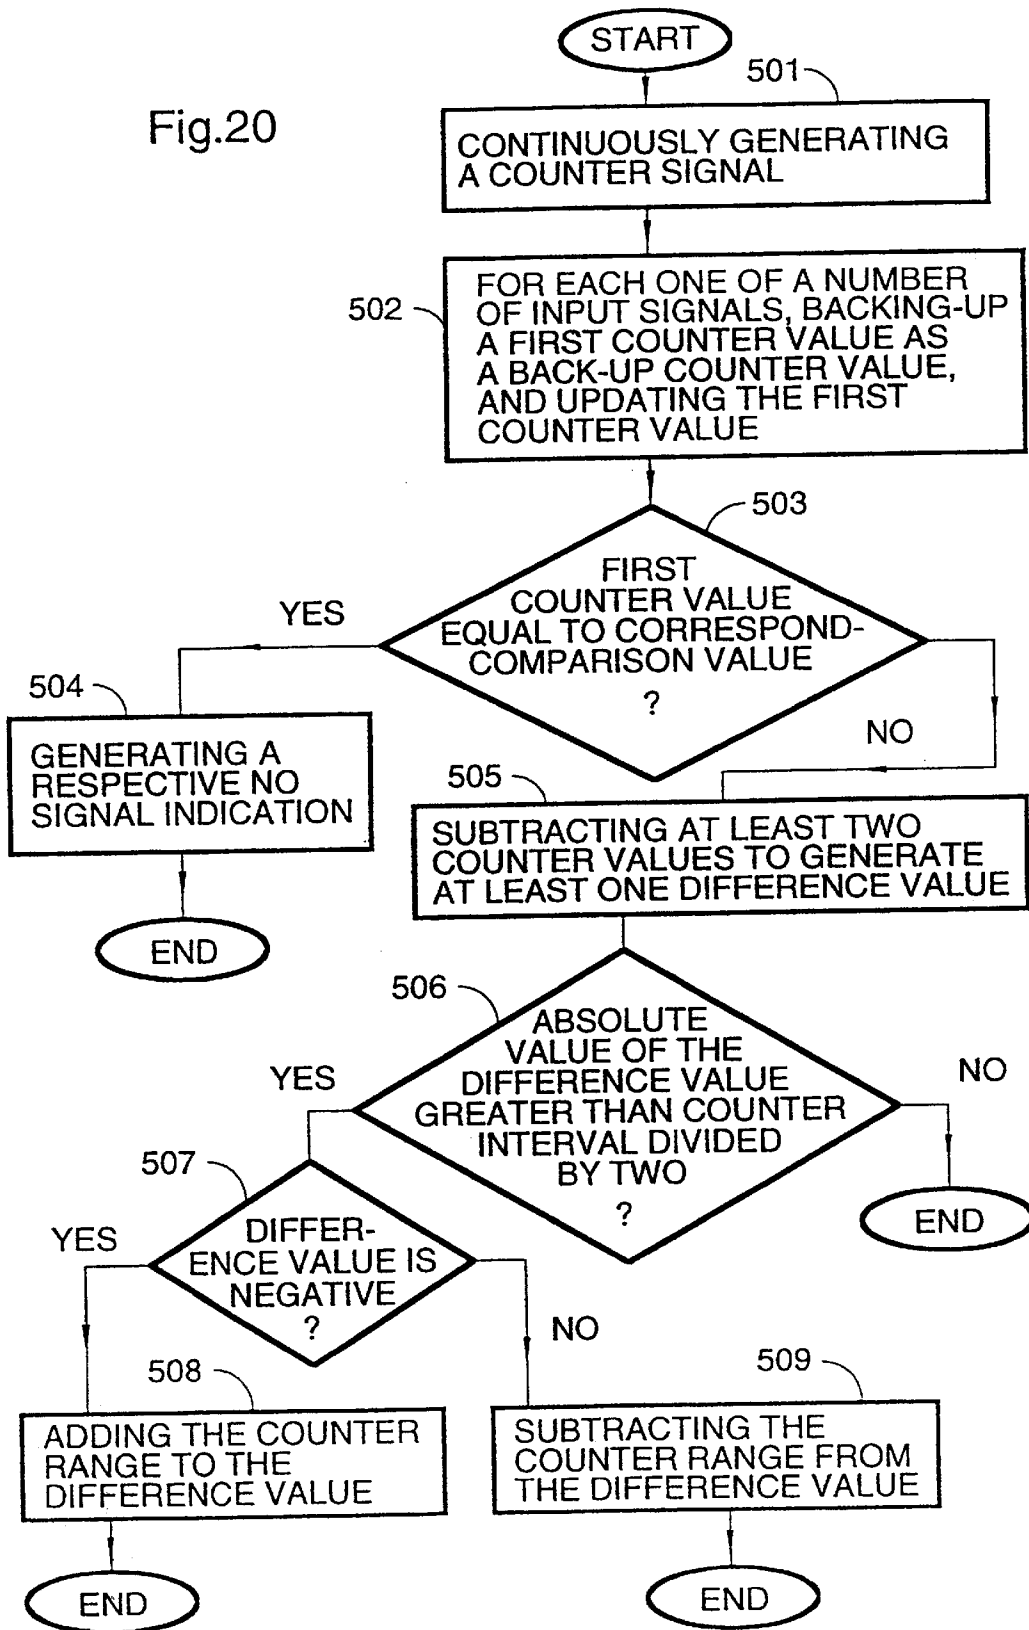 START
501
Fig.20
CONTINUOUSLY GENERATING
A COUNTER SIGNAL
502
FOR EACH ONE OF A NUMBER
OF INPUT SIGNALS, BACKING-UP
A FIRST COUNTER VALUE AS
A BACK-UP COUNTER VALUE,
AND UPDATING THE FIRST
COUNTER VALUE
503
FIRST
COUNTER VALUE
EQUAL TO CORRESPOND-
COMPARISON VALUE
?
YES
NO
504
GENERATING A
RESPECTIVE NO
SIGNAL INDICATION
END
505
SUBTRACTING AT LEAST TWO
COUNTER VALUES TO GENERATE
AT LEAST ONE DIFFERENCE VALUE
506
ABSOLUTE
VALUE OF THE
DIFFERENCE VALUE
GREATER THAN COUNTER
INTERVAL DIVIDED
BY TWO
?
YES
NO
END
507
DIFFER-
ENCE VALUE IS
NEGATIVE
?
YES
NO
508
ADDING THE COUNTER
RANGE TO THE
DIFFERENCE VALUE
END
509
SUBTRACTING THE
COUNTER RANGE FROM
THE DIFFERENCE VALUE
END